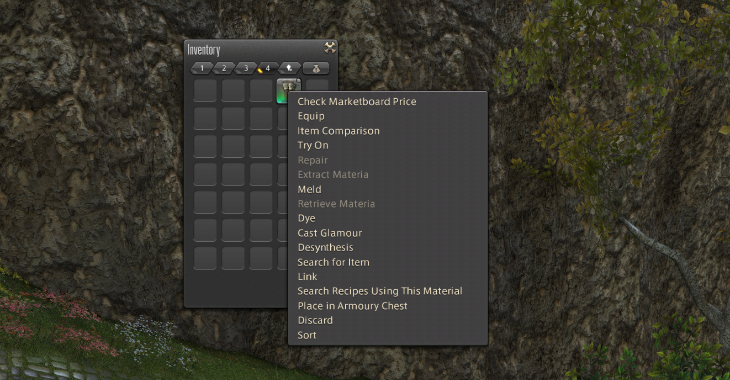 Inventory
1 2 3 4
Check Marketboard Price
Equip
Item Comparison
Try On
Repair
Extract Materia
Meld
Retrieve Materia
Dye
Cast Glamour
Desynthesis
Search for Item
Link
Search Recipes Using This Material
Place in Armoury Chest
Discard
Sort